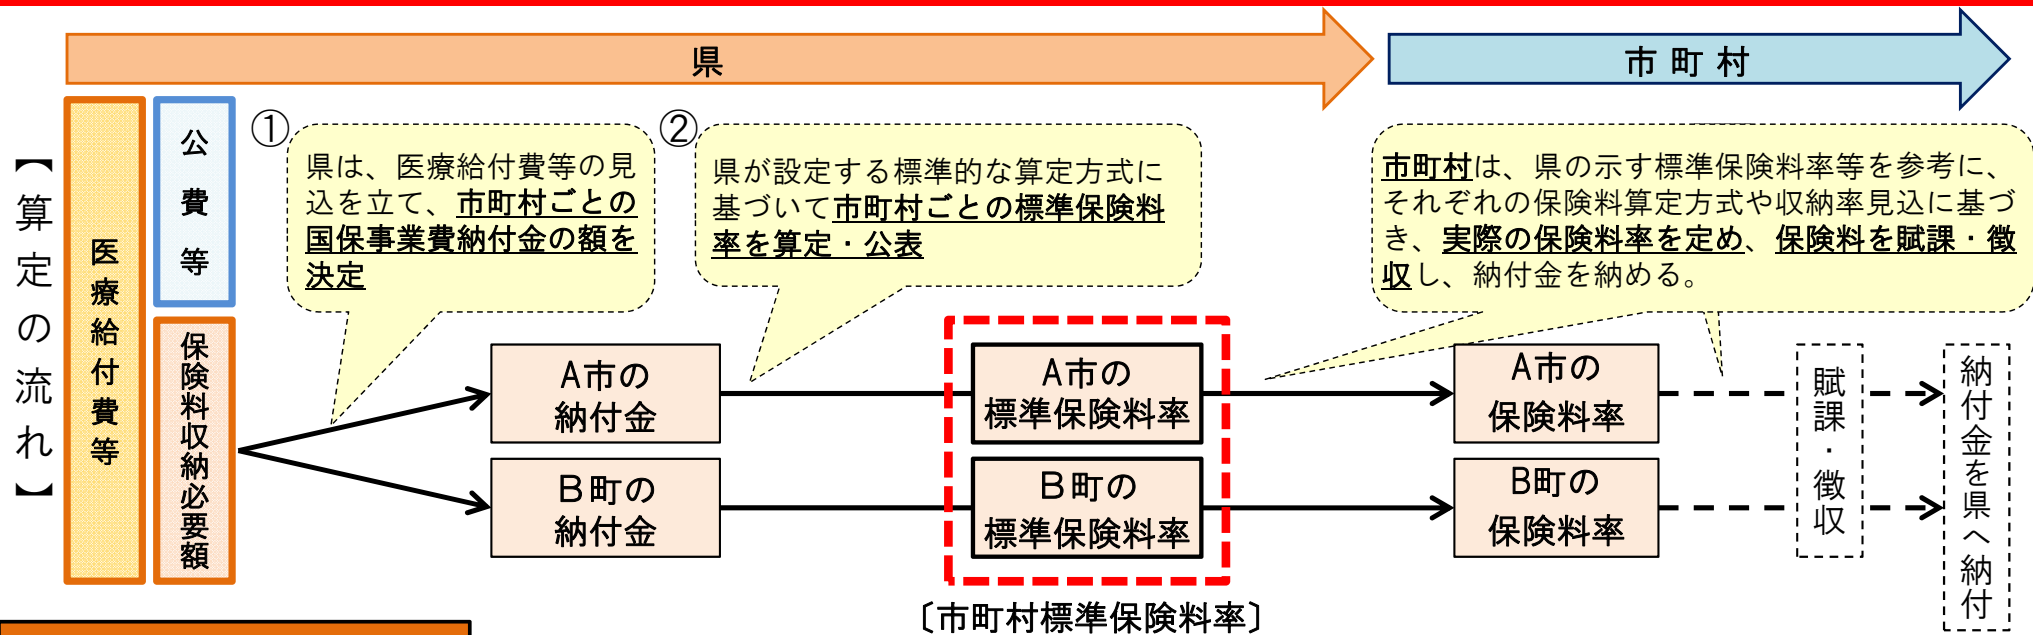 県
市町村
【算定の流れ】
医療給付費等
公費等
保険料収納必要額
①
県は、医療給付費等の見
込を立て、市町村ごとの
国保事業費納付金の額を
決定
②
県が設定する標準的な算定方式に
基づいて市町村ごとの標準保険料
率を算定・公表
市町村は、県の示す標準保険料率等を参考に、
それぞれの保険料算定方式や収納率見込に基づ
き、実際の保険料率を定め、保険料を賦課・徴
収し、納付金を納める。
A市の
納付金
B町の
納付金
A市の
標準保険料率
B町の
標準保険料率
〔市町村標準保険料率〕
A市の
保険料率
B町の
保険料率
賦課・徴収
納付金を県へ納付